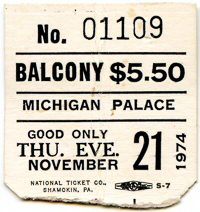 No. 01109
BALCONY $5.50
MICHIGAN PALACE
GOOD ONLY
THU. EVE.
NOVEMBER 21 1974
NATIONAL TICKET CO.,
SHAMOKIN, PA.
S-7